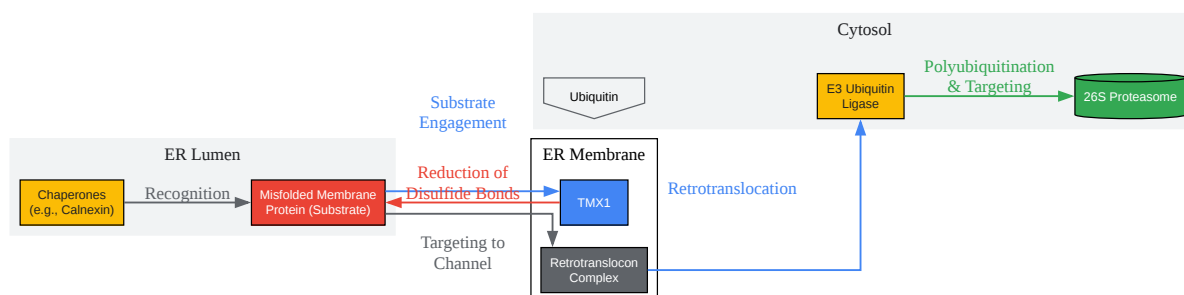 Cytosol
Polyubiquitination
& Targeting
E3 Ubiquitin
Ligase
26S Proteasome
Ubiquitin
Substrate
Engagement
ER Lumen
ER Membrane
Chaperones
(e.g., Calnexin)
Recognition
Misfolded Membrane
Protein (Substrate)
Reduction of
Disulfide Bonds
TMX1
Retrotranslocation
Targeting to
Channel
Retrotranslocon
Complex